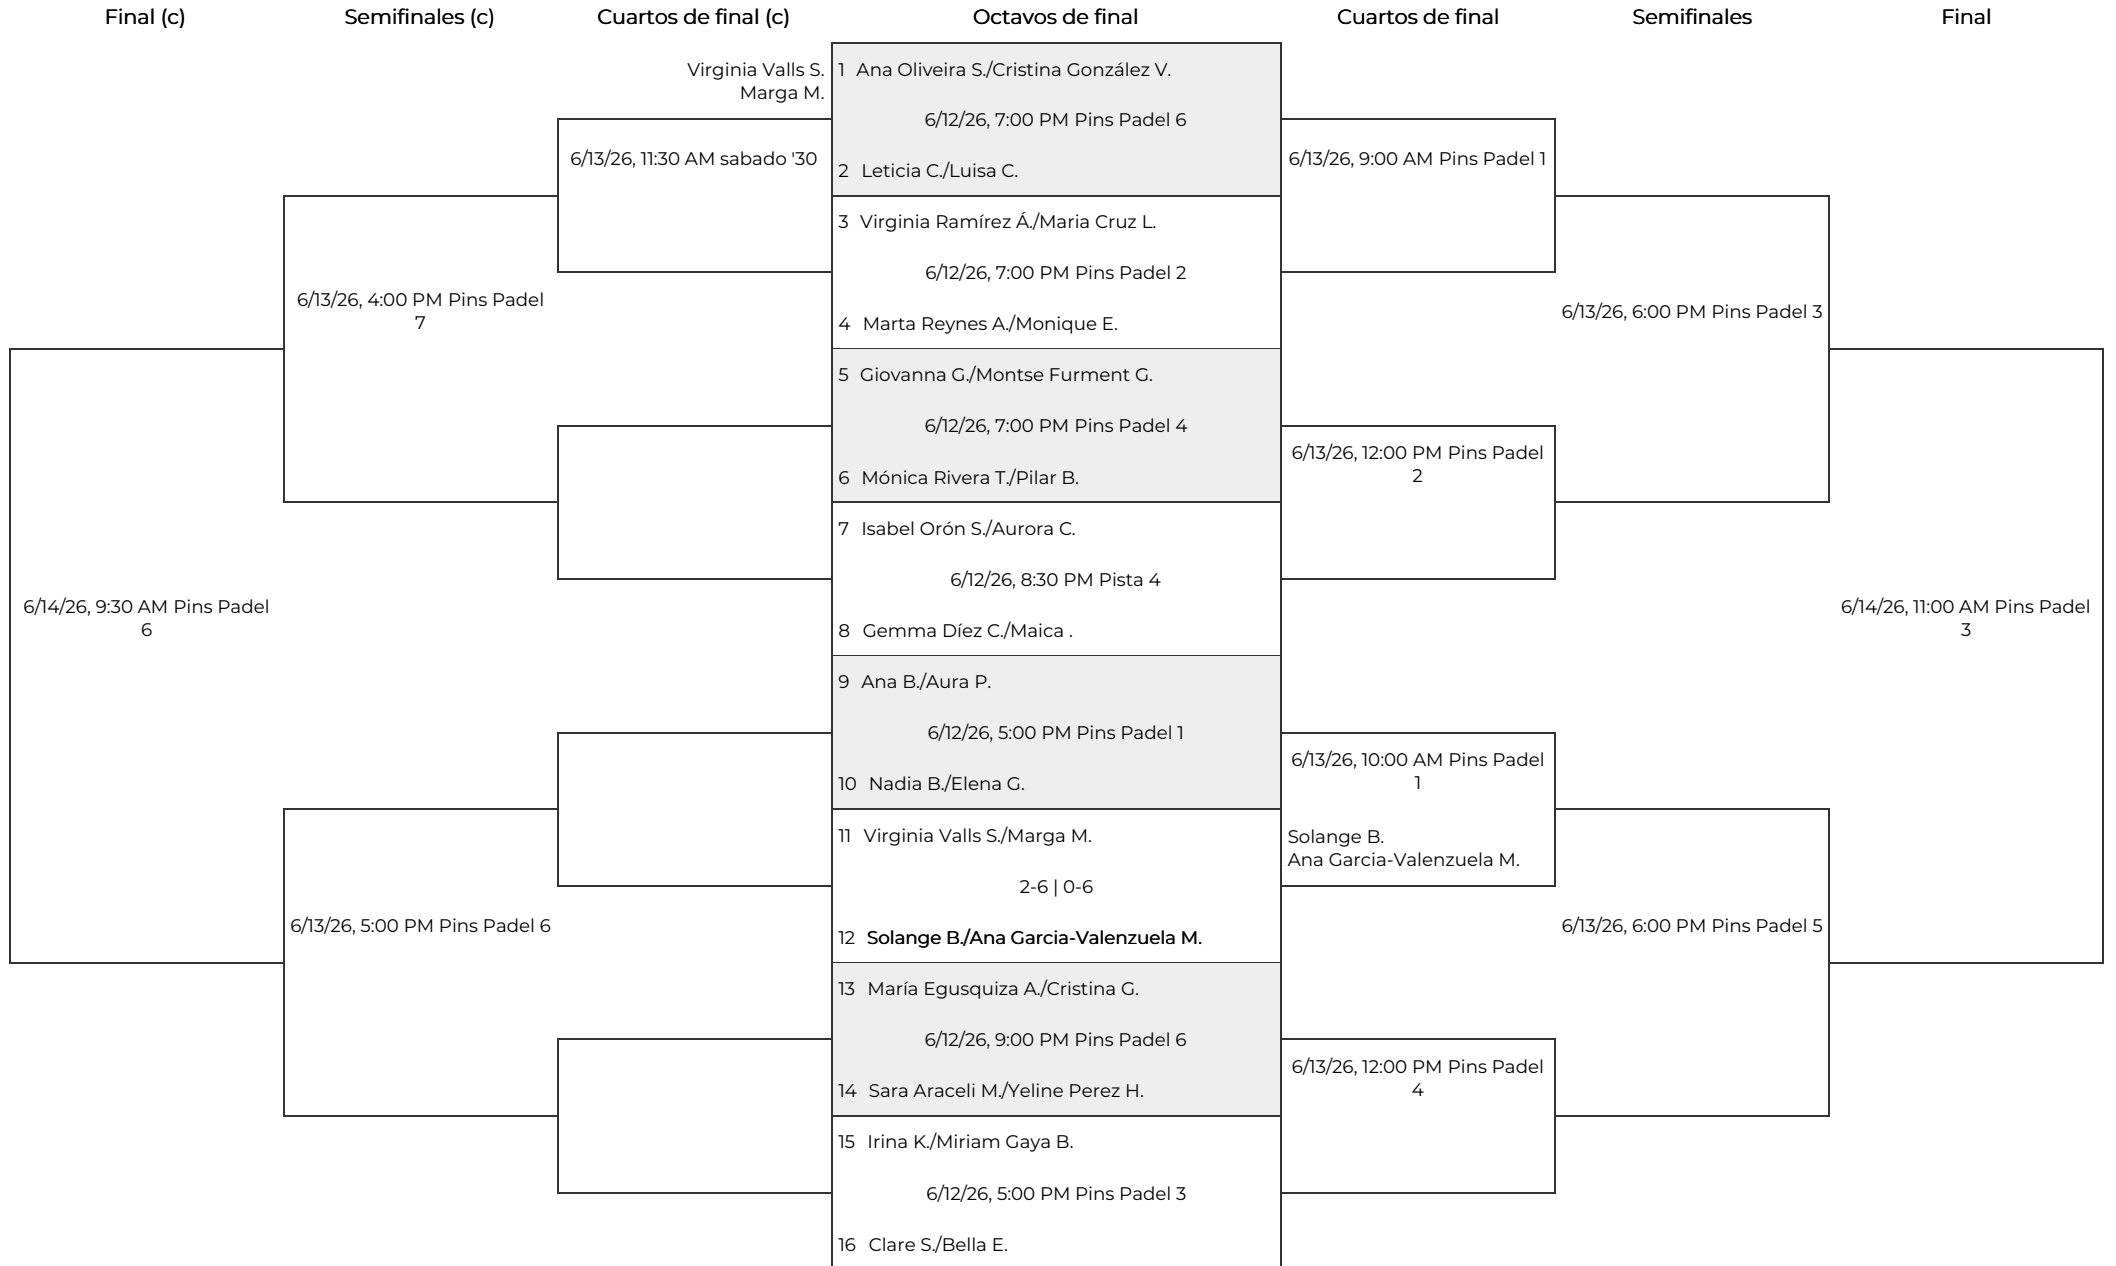 Final (c)
Semifinales (c)
Cuartos de final (c)
Octavos de final
Cuartos de final
Semifinales
Final
Virginia Valls S.
Marga M.
6/13/26, 11:30 AM sabado '30
6/13/26, 4:00 PM Pins Padel
7
6/14/26, 9:30 AM Pins Padel
6
6/13/26, 5:00 PM Pins Padel 6
1 Ana Oliveira S./Cristina González V.
6/12/26, 7:00 PM Pins Padel 6
2 Leticia C./Luisa C.
3 Virginia Ramírez Á./Maria Cruz L.
6/12/26, 7:00 PM Pins Padel 2
4 Marta Reynes A./Monique E.
5 Giovanna G./Montse Furment G.
6/12/26, 7:00 PM Pins Padel 4
6 Mónica Rivera T./Pilar B.
7 Isabel Orón S./Aurora C.
6/12/26, 8:30 PM Pista 4
8 Gemma Díez C./Maica .
9 Ana B./Aura P.
6/12/26, 5:00 PM Pins Padel 1
10 Nadia B./Elena G.
11 Virginia Valls S./Marga M.
2-6 | 0-6
12 Solange B./Ana Garcia-Valenzuela M.
13 María Egusquiza A./Cristina G.
6/12/26, 9:00 PM Pins Padel 6
14 Sara Araceli M./Yeline Perez H.
15 Irina K./Miriam Gaya B.
6/12/26, 5:00 PM Pins Padel 3
16 Clare S./Bella E.
6/13/26, 9:00 AM Pins Padel 1
6/13/26, 12:00 PM Pins Padel
2
6/13/26, 10:00 AM Pins Padel
1
Solange B.
Ana Garcia-Valenzuela M.
6/13/26, 12:00 PM Pins Padel
4
6/13/26, 6:00 PM Pins Padel 3
6/13/26, 6:00 PM Pins Padel 5
6/14/26, 11:00 AM Pins Padel
3